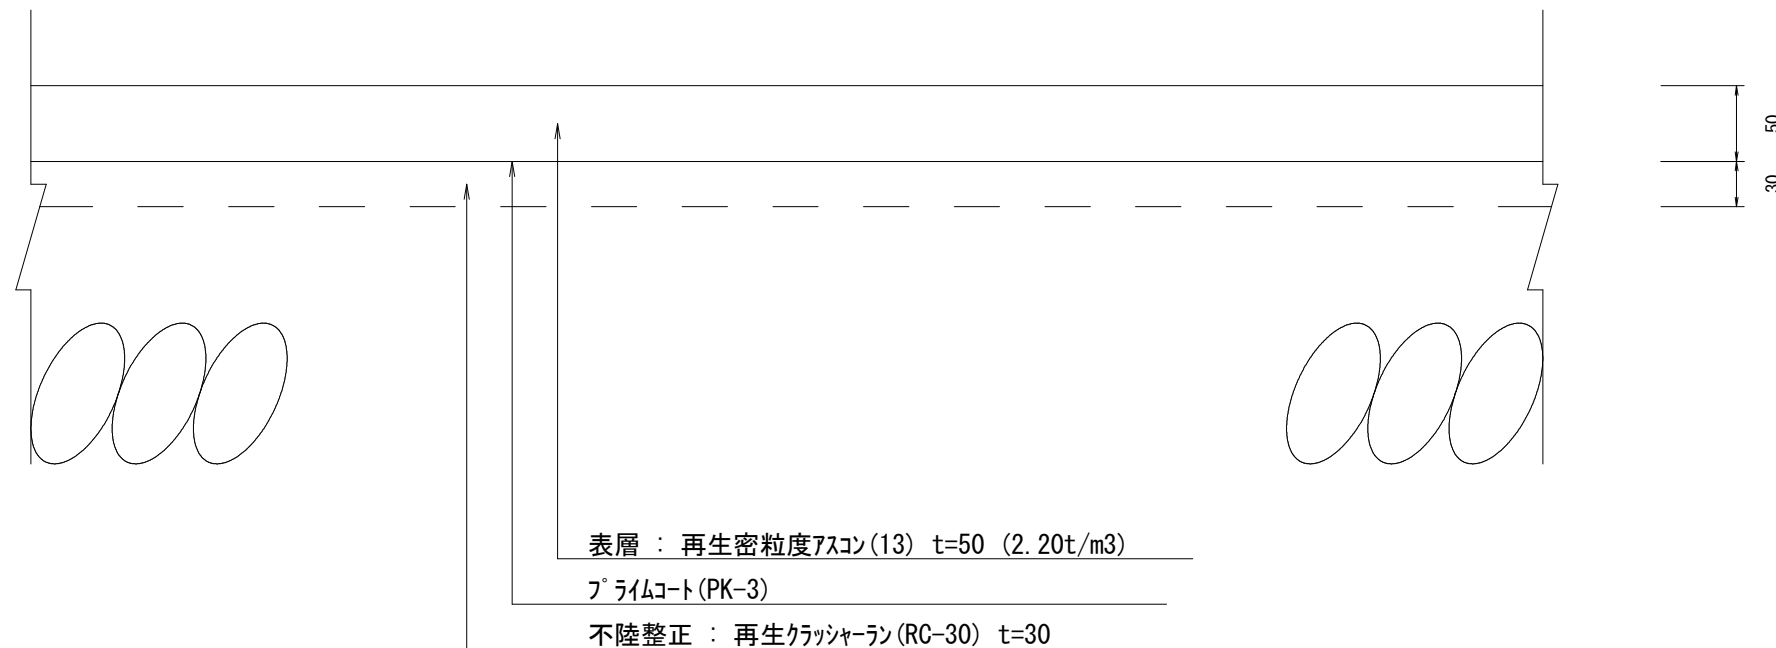 50
30
表層 : 再生密粒度ｱｽｺﾝ(13) t=50 (2.20t/m3)
ﾌﾟﾗｲﾑｺｰﾄ(PK-3)
不陸整正 : 再生ｸﾗｯｼｬｰﾗﾝ(RC-30) t=30